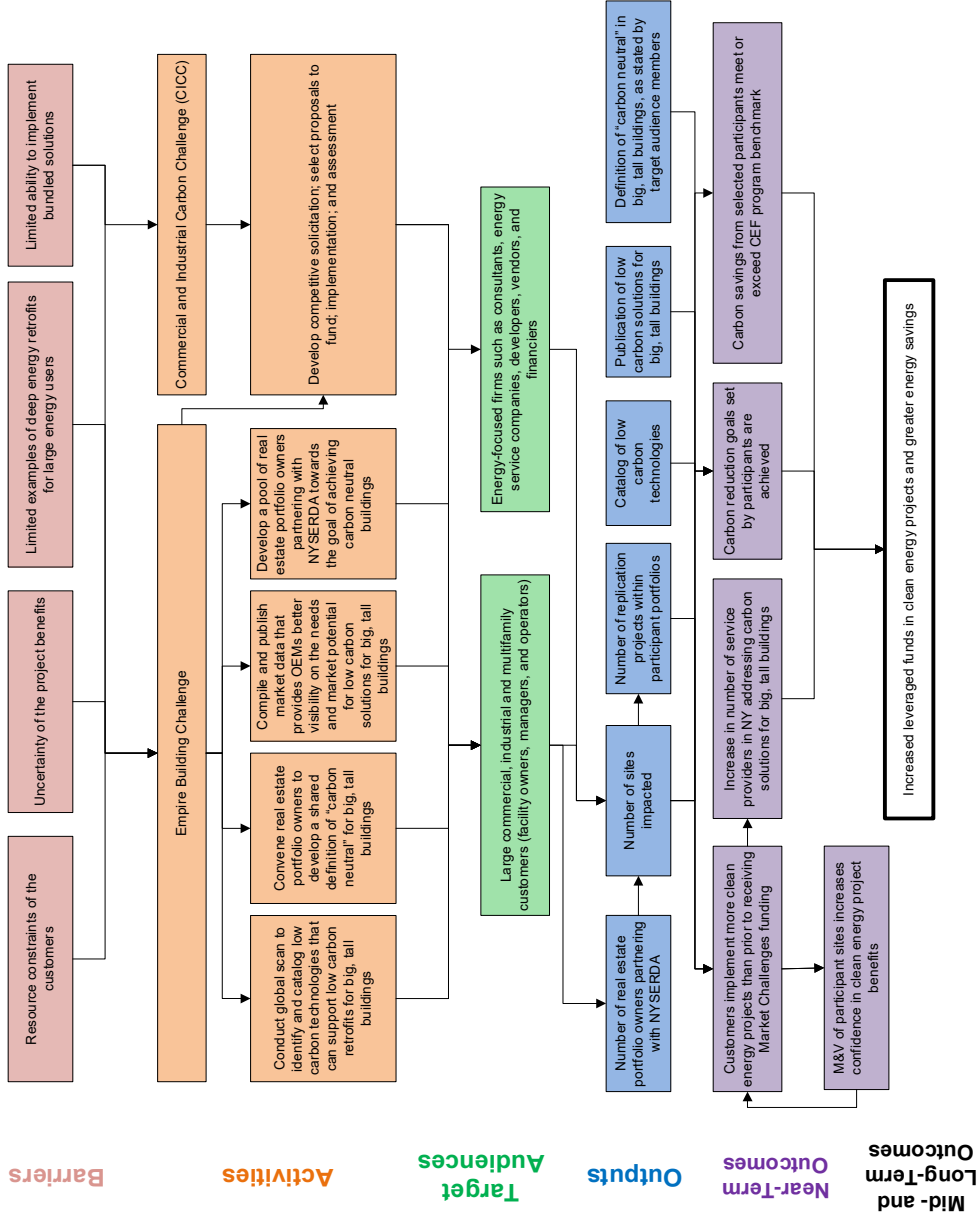 Barriers
Resource constraints of the
customers
Uncertainty of the project benefits
Limited examples of deep energy retrofits
for large energy users
Limited ability to implement
bundled solutions
Activities
Empire Building Challenge
Commercial and Industrial Carbon Challenge (CICC)
Conduct global scan to
identify and catalog low
carbon technologies that
can support low carbon
retrofits for big, tall
buildings
Convene real estate
portfolio owners to
develop a shared
definition of “carbon
neutral” for big, tall
buildings
Compile and publish
market data that
provides OEMs better
visibility on the needs
and market potential
for low carbon
solutions for big, tall
buildings
Develop a pool of real
estate portfolio owners
partnering with
NYSERDA towards
the goal of achieving
carbon neutral
buildings
Develop competitive solicitation; select proposals to
fund; implementation; and assessment
Target
Audiences
Large commercial, industrial and multifamily
customers (facility owners, managers, and operators)
Energy-focused firms such as consultants, energy
service companies, developers, vendors, and
financiers
Outputs
Number of real estate
portfolio owners partnering
with NYSERDA
Number of sites
impacted
Number of replication
projects within
participant portfolios
Catalog of low
carbon
technologies
Publication of low
carbon solutions for
big, tall buildings
Definition of “carbon neutral” in
big, tall buildings, as stated by
target audience members
Near-Term
Outcomes
Customers implement more clean
energy projects than prior to receiving
Market Challenges funding
Increase in number of service
providers in NY addressing carbon
solutions for big, tall buildings
Carbon reduction goals set
by participants are
achieved
Carbon savings from selected participants meet or
exceed CEF program benchmark
M&V of participant sites increases
confidence in clean energy project
benefits
Mid- and
Long-Term
Outcomes
Increased leveraged funds in clean energy projects and greater energy savings